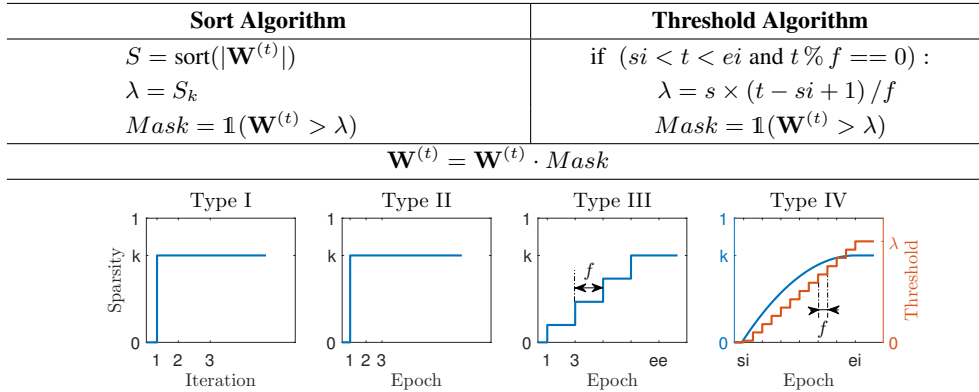 Sort Algorithm
Threshold Algorithm
S = sort(|W^(t)|)
if (si < t < ei and t % f == 0) :
λ = S_k
λ = s × (t − si + 1) /f
Mask = 𝟙(W^(t) > λ)
Mask = 𝟙(W^(t) > λ)
W^(t) = W^(t) · Mask
Type I
Type II
Type III
Type IV
1
k
0
Sparsity
1 2 3
Iteration
1
k
0
1 2 3
Epoch
1
k
0
f
1 3 ee
Epoch
1
k
0
f
si ei
Epoch
λ
0
Threshold